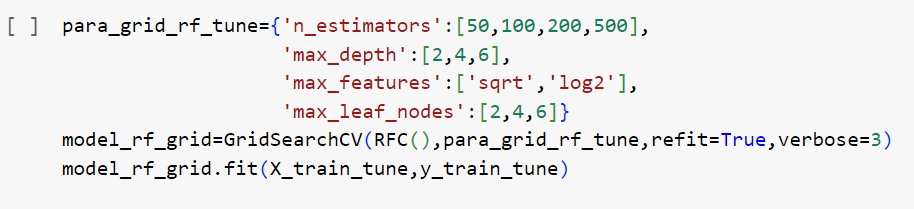 [ ] para_grid_rf_tune={'n_estimators':[50,100,200,500],
'max_depth':[2,4,6],
'max_features':['sqrt','log2'],
'max_leaf_nodes':[2,4,6]}
model_rf_grid=GridSearchCV(RFC(),para_grid_rf_tune,refit=True,verbose=3)
model_rf_grid.fit(X_train_tune,y_train_tune)